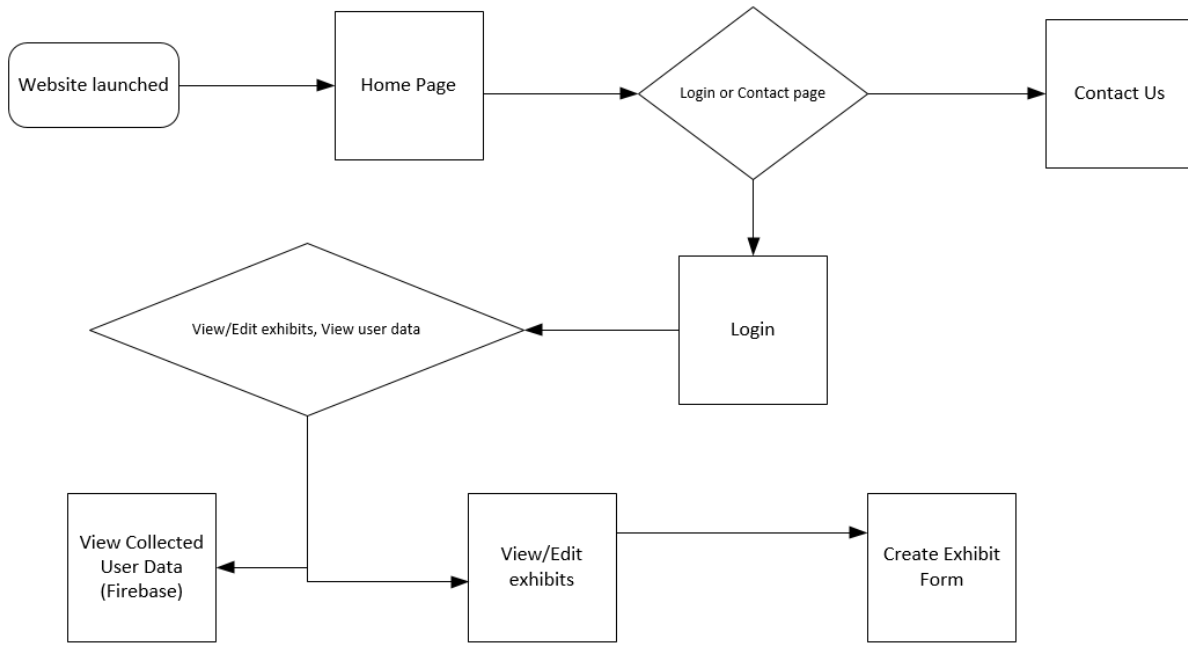 Website launched
Home Page
Login or Contact page
Contact Us
View/Edit exhibits, View user data
Login
View Collected
User Data
(Firebase)
View/Edit
exhibits
Create Exhibit
Form